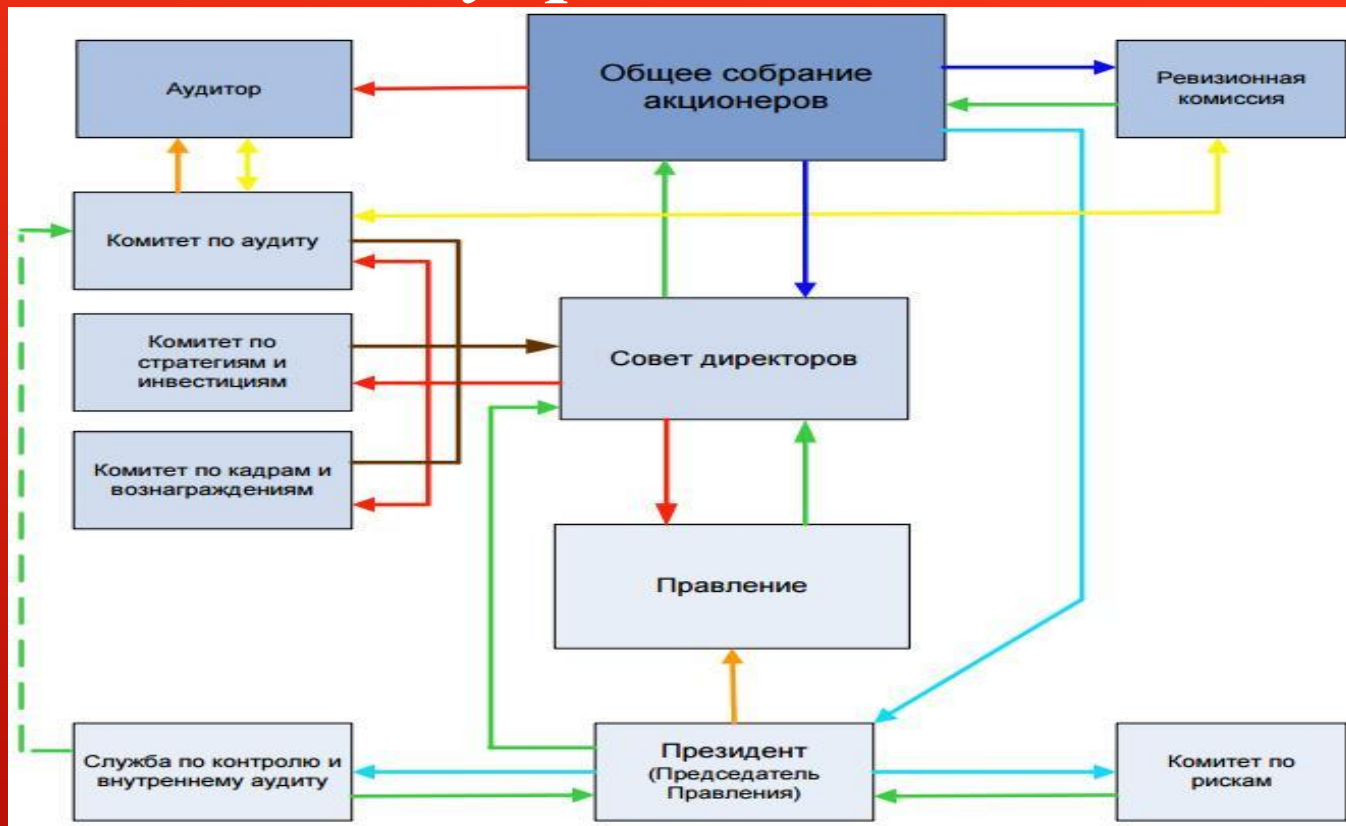 Аудитор
Общее собрание
акционеров
Ревизионная
комиссия
Комитет по аудиту
Комитет по
стратегиям и
инвестициям
Совет директоров
Комитет по кадрам и
вознаграждениям
Правление
Служба по контролю и
внутреннему аудиту
Президент
(Председатель
Правления)
Комитет по
рискам